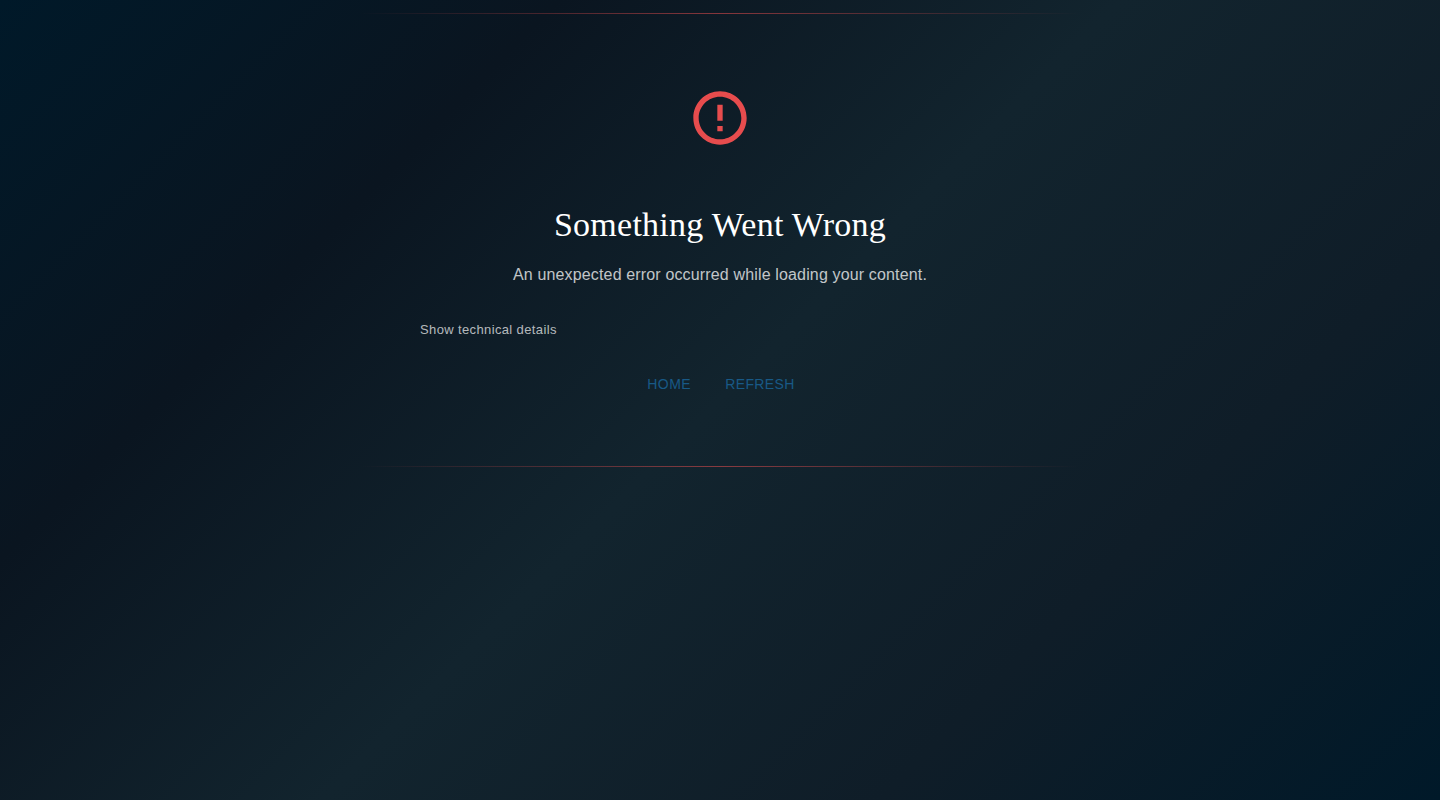 Something Went Wrong
An unexpected error occurred while loading your content.
Show technical details
HOME REFRESH